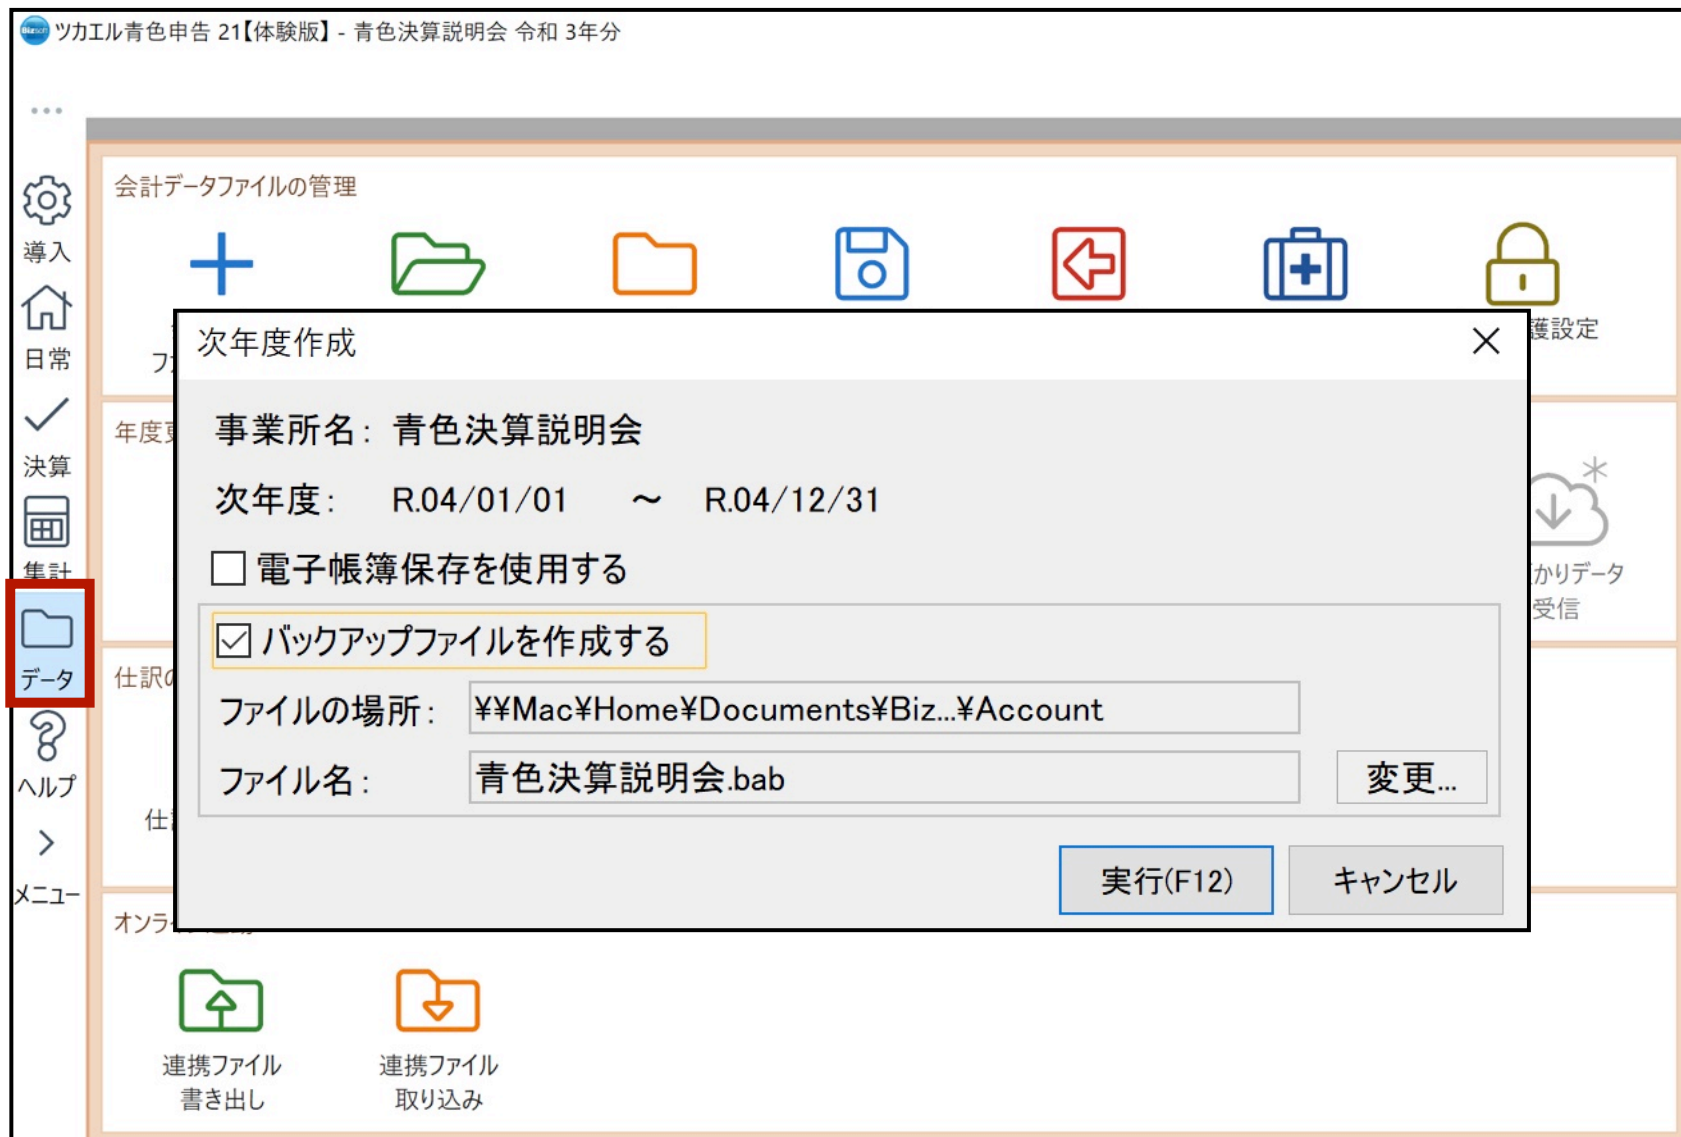 Bizsoft
ツカエル青色申告 21【体験版】 - 青色決算説明会 令和 3年分
導入
日常
決算
集計
データ
ヘルプ
メニュー
会計データファイルの管理
護設定
次年度作成
事業所名： 青色決算説明会
次年度： R.04/01/01 ～ R.04/12/31
電子帳簿保存を使用する
バックアップファイルを作成する
ファイルの場所： ¥¥Mac¥Home¥Documents¥Biz...¥Account
ファイル名： 青色決算説明会.bab
変更...
実行(F12)
キャンセル
年度
かりデータ
受信
仕訳の
仕
オンライ
連携ファイル
書き出し
連携ファイル
取り込み